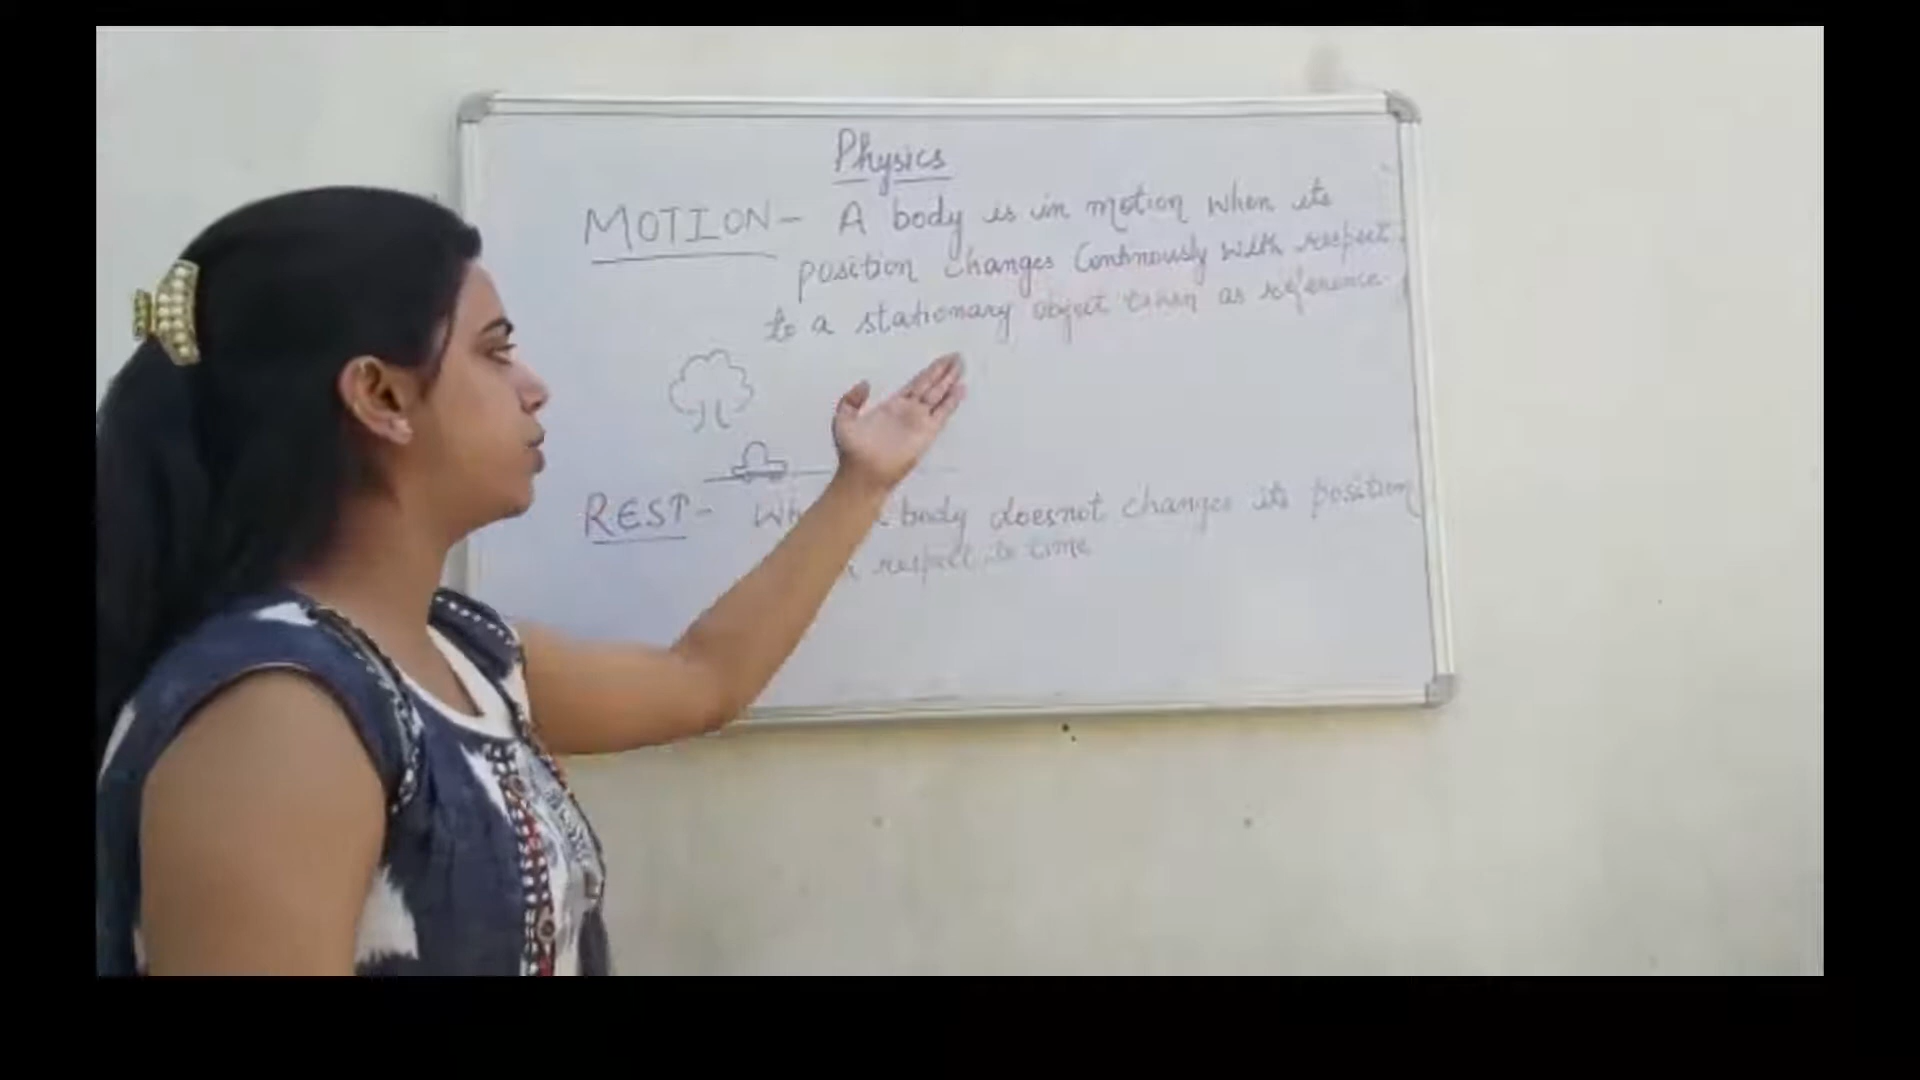 Physics
MOTION - A body is in motion when its
position changes Continously with respect
to a stationary object taken as reference.
REST - body doesnot changes its position
respect to time